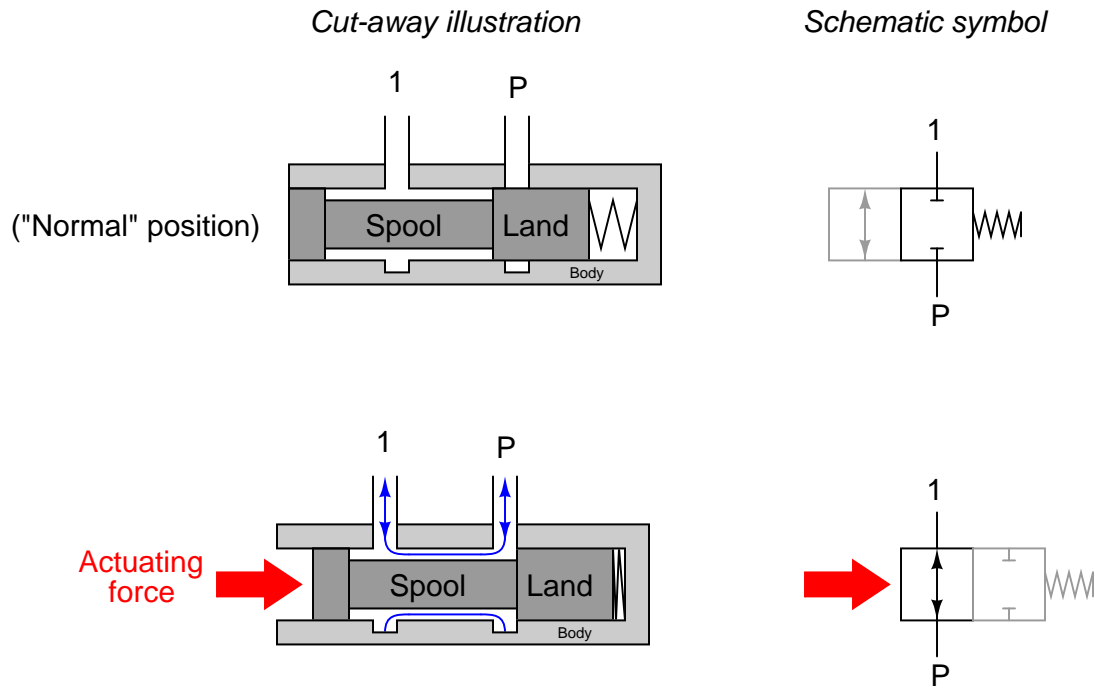 Cut-away illustration
Schematic symbol
1
P
1
("Normal" position)
Spool
Land
Body
P
1
P
1
Actuating
force
Spool
Land
Body
P